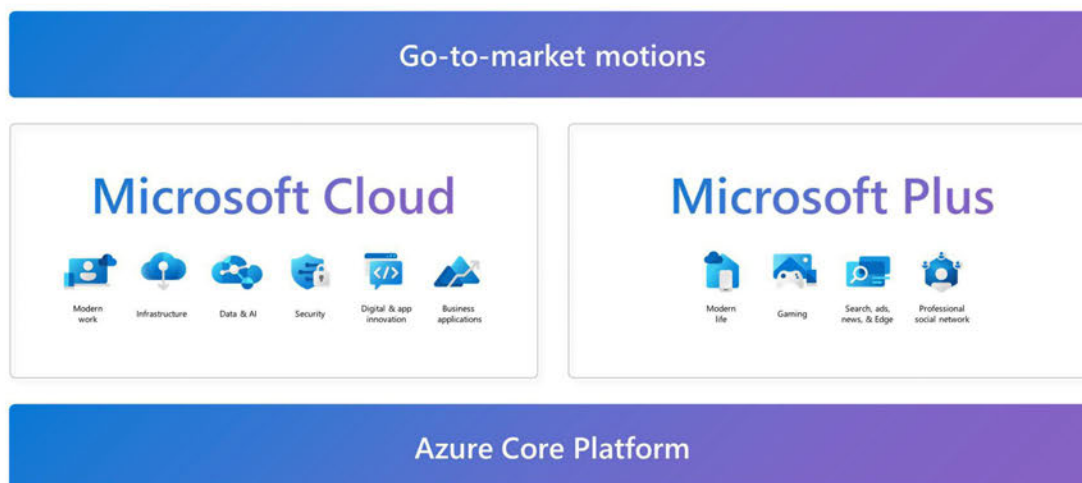 Go-to-market motions
Microsoft Cloud
Modern
work
Infrastructure
Data & AI
Security
Digital & app
innovation
Business
applications
Microsoft Plus
Modern
life
Gaming
Search, ads,
news, & Edge
Professional
social network
Azure Core Platform